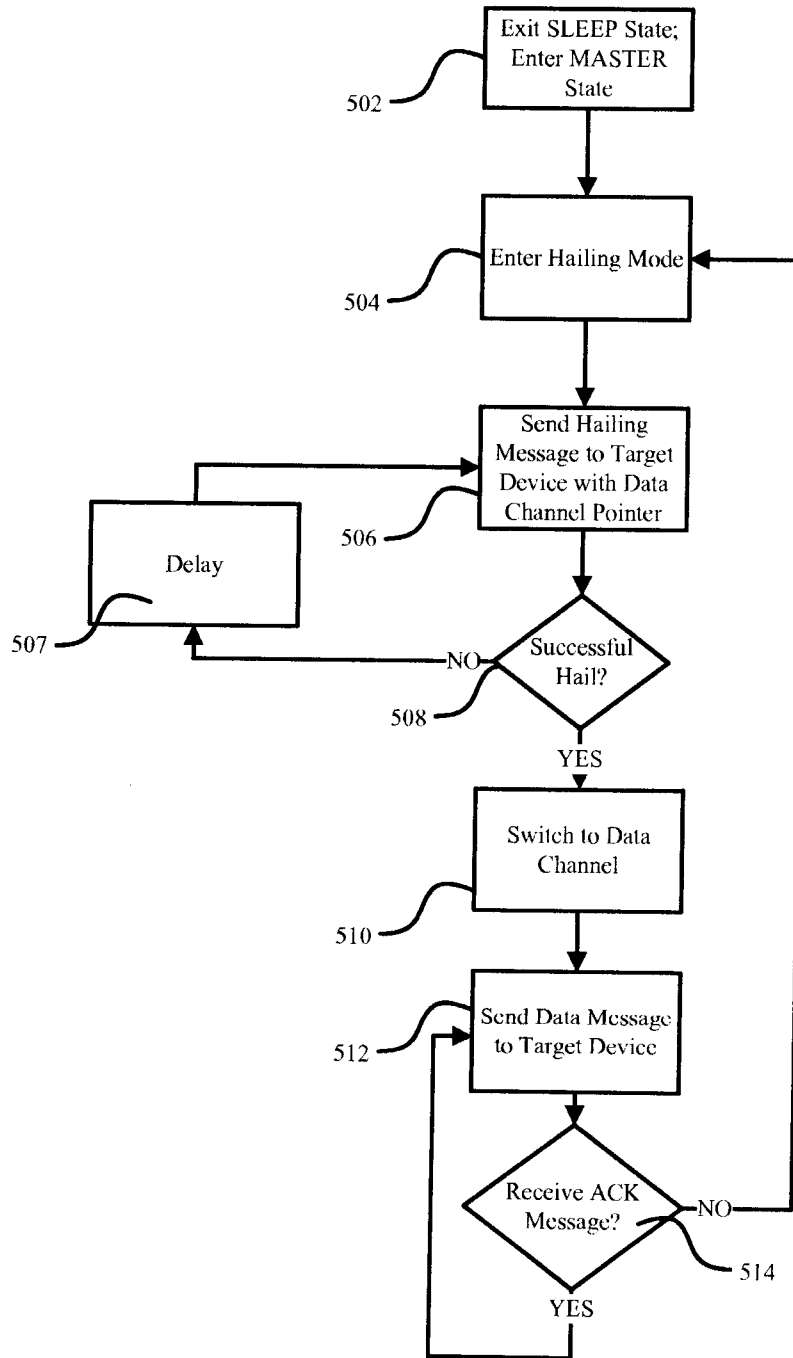 Exit SLEEP State;
Enter MASTER
State
502
Enter Hailing Mode
504
Send Hailing
Message to Target
Device with Data
Channel Pointer
506
Delay
507
Successful
Hail?
NO
508
YES
Switch to Data
Channel
510
Send Data Message
to Target Device
512
Receive ACK
Message?
NO
514
YES